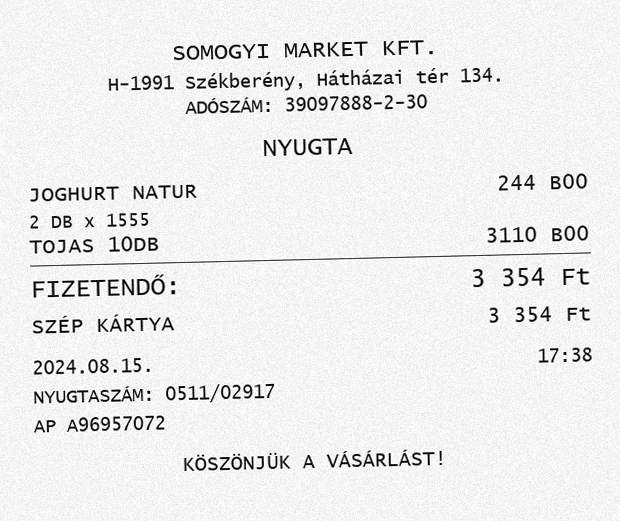 SOMOGYI MARKET KFT.
H-1991 Székberény, Hátházai tér 134.
ADÓSZÁM: 39097888-2-30
NYUGTA
JOGHURT NATUR 244 B00
2 DB x 1555
TOJAS 10DB 3110 B00
FIZETENDŐ: 3 354 Ft
SZÉP KÁRTYA 3 354 Ft
2024.08.15. 17:38
NYUGTASZÁM: 0511/02917
AP A96957072
KÖSZÖNJÜK A VÁSÁRLÁST!